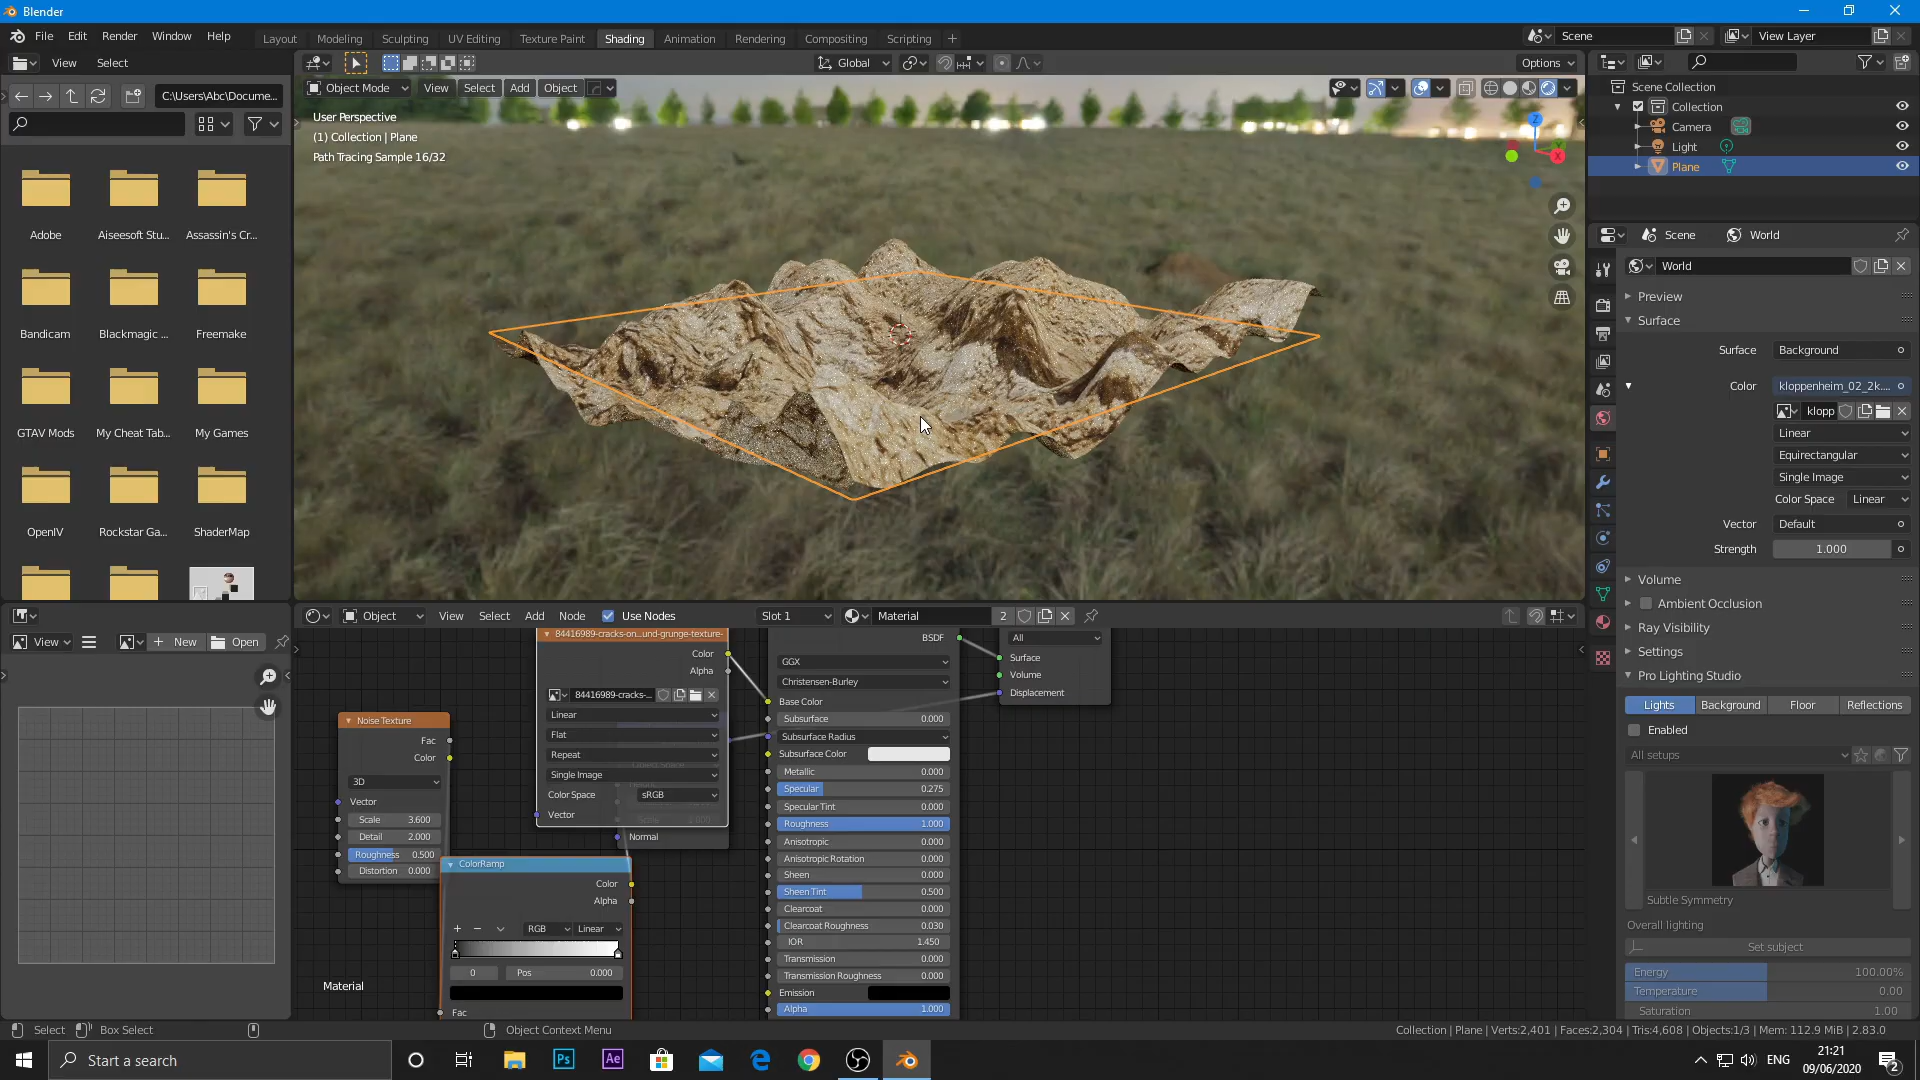 Blender
File Edit Render Window Help
Layout Modeling Sculpting UV Editing Texture Paint Shading Animation Rendering Compositing Scripting
Scene View Layer
View Select
Global Options
C:\Users\Abc\Docume...
Object Mode View Select Add Object
User Perspective
(1) Collection | Plane
Path Tracing Sample 16/32
Z
Y
X
Adobe Aiseesoft Stu... Assassin's Cr...
Bandicam Blackmagic ... Freemake
GTAV Mods My Cheat Tab... My Games
OpenIV Rockstar Ga... ShaderMap
Scene Collection
Collection
Camera
Light
Plane
Scene World
World
Preview
Surface
Surface Background
Color kloppenheim_02_2k....
klopp
Linear
Equirectangular
Single Image
Color Space Linear
Vector Default
Strength 1.000
Volume
Ambient Occlusion
Ray Visibility
Settings
Pro Lighting Studio
Lights Background Floor Reflections
Enabled
All setups
Subtle Symmetry
Overall lighting
Set subject
Energy 100.00%
Temperature 0.00
Saturation 1.00
View New Open
Object View Select Add Node Use Nodes Slot 1 Material 2
Noise Texture
Fac
Color
3D
Vector
Scale 3.600
Detail 2.000
Roughness 0.500
Distortion 0.000
84416989-cracks-on...und-grunge-texture-
Color
Alpha
84416989-cracks-...
Linear
Flat
Repeat
Single Image
Color Space sRGB
Vector
Normal
ColorRamp
Color
Alpha
RGB Linear
0 Pos 0.000
Fac
BSDF
GGX
Christensen-Burley
Base Color
Subsurface 0.000
Subsurface Radius
Subsurface Color
Metallic 0.000
Specular 0.275
Specular Tint 0.000
Roughness 1.000
Anisotropic 0.000
Anisotropic Rotation 0.000
Sheen 0.000
Sheen Tint 0.500
Clearcoat 0.000
Clearcoat Roughness 0.030
IOR 1.450
Transmission 0.000
Transmission Roughness 0.000
Emission
Alpha 1.000
All
Surface
Volume
Displacement
Material
Select Box Select Object Context Menu
Collection | Plane | Verts:2,401 | Faces:2,304 | Tris:4,608 | Objects:1/3 | Mem: 112.9 MiB | 2.83.0
Start a search
Ps Ae
ENG
21:21
09/06/2020
2